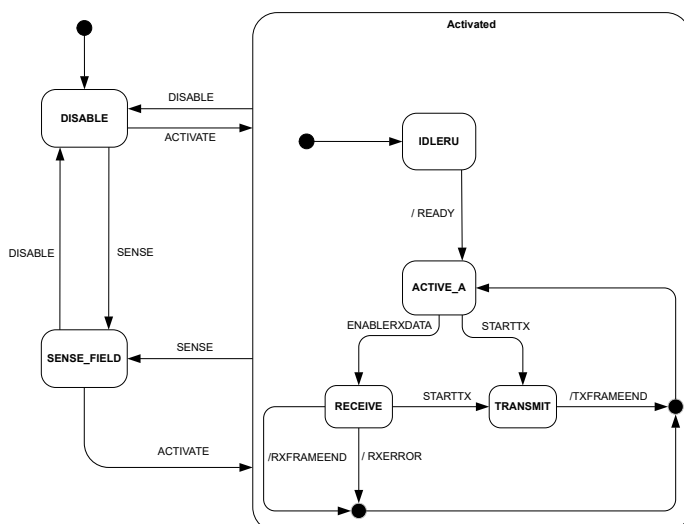 Activated
DISABLE
DISABLE
ACTIVATE
IDLERU
/ READY
DISABLE
SENSE
ACTIVE_A
ENABLERXDATA
STARTTX
SENSE_FIELD
SENSE
RECEIVE
STARTTX
TRANSMIT
/TXFRAMEEND
ACTIVATE
/RXFRAMEEND
/ RXERROR